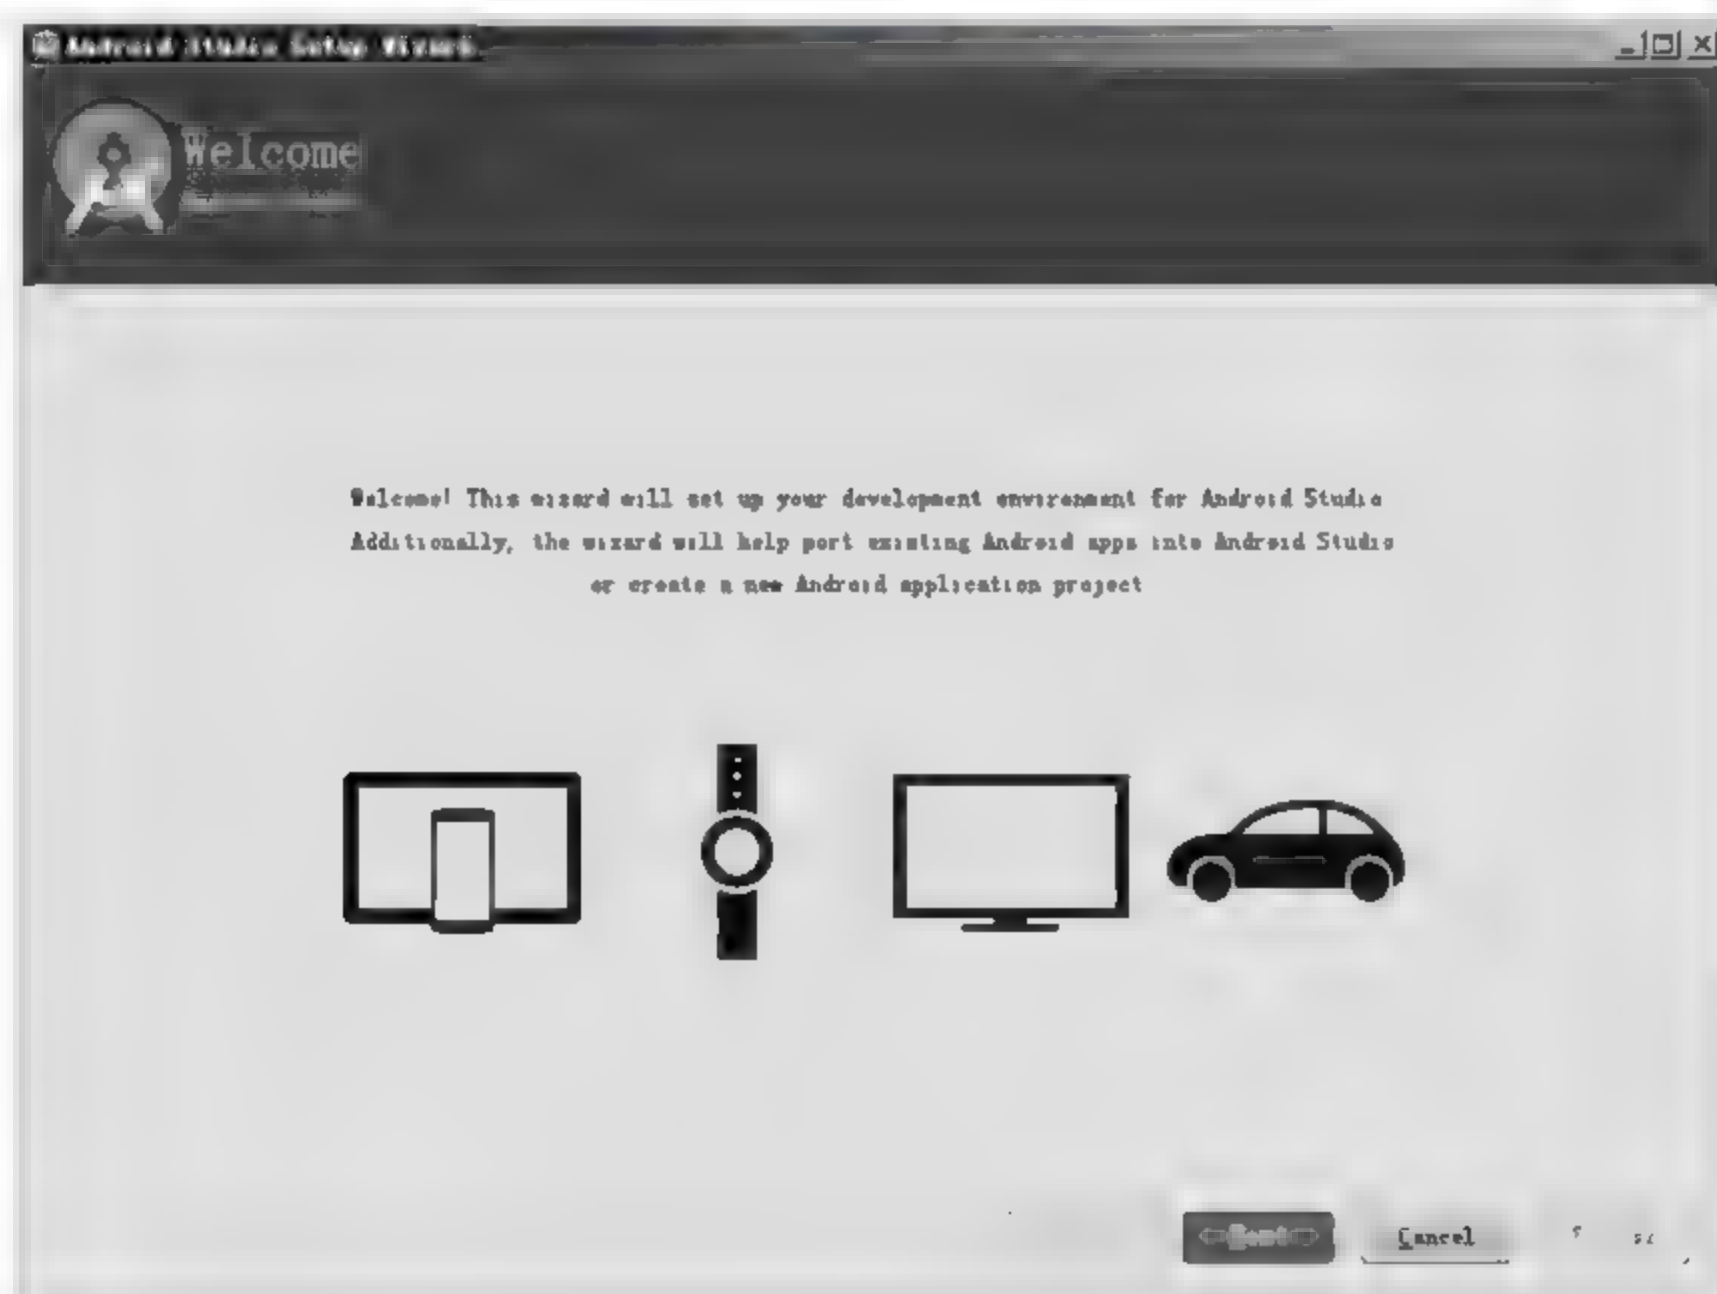 Android Studio Setup Wizard
Welcome
Welcome! This wizard will set up your development environment for Android Studio
Additionally, the wizard will help port existing Android apps into Android Studio
or create a new Android application project
Next
Cancel